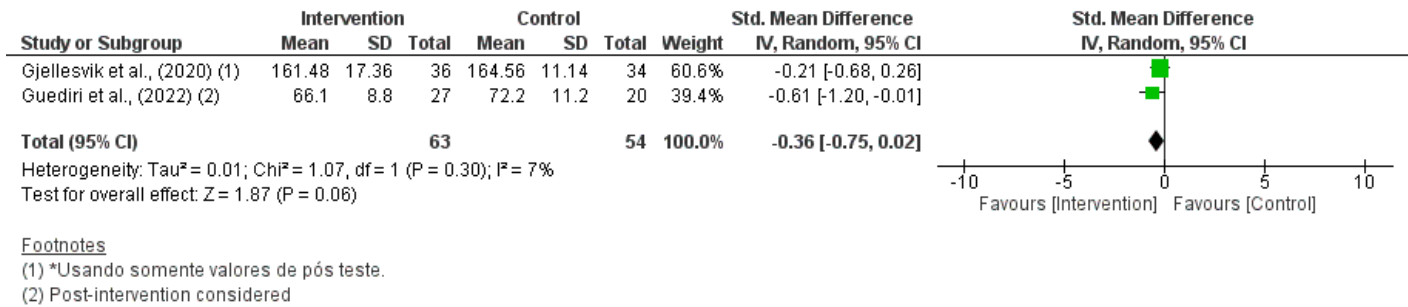 Intervention Control Std. Mean Difference Std. Mean Difference
Study or Subgroup Mean SD Total Mean SD Total Weight IV, Random, 95% CI IV, Random, 95% CI
Gjellesvik et al., (2020) (1) 161.48 17.36 36 164.56 11.14 34 60.6% -0.21 [-0.68, 0.26]
Guediri et al., (2022) (2) 66.1 8.8 27 72.2 11.2 20 39.4% -0.61 [-1.20, -0.01]
Total (95% CI) 63 54 100.0% -0.36 [-0.75, 0.02]
Heterogeneity: Tau² = 0.01; Chi² = 1.07, df = 1 (P = 0.30); I² = 7%
Test for overall effect: Z = 1.87 (P = 0.06)
-10 -5 0 5 10
Favours [Intervention] Favours [Control]
Footnotes
(1) *Usando somente valores de pós teste.
(2) Post-intervention considered